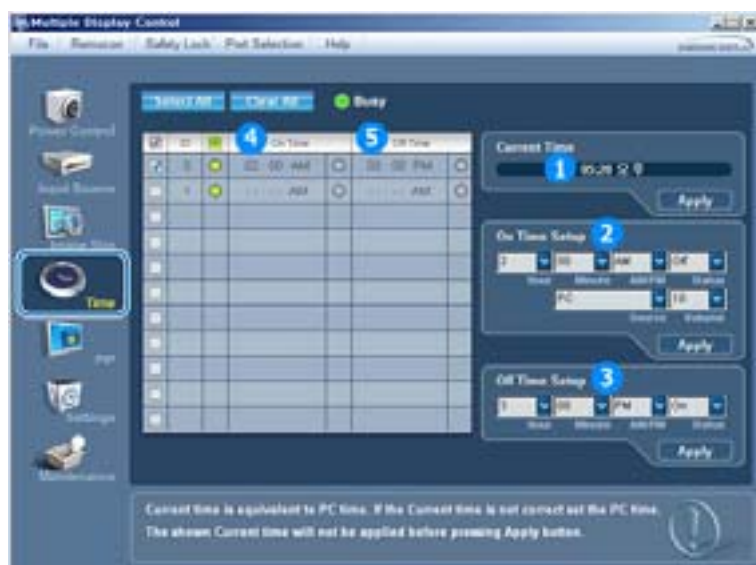 Multiple Display Control
File Remocon Safety Lock Port Selection Help
Select All Clear All Busy
Power Control
Input Source
Image Size
Time
PIP
Settings
Maintenance
ID
4 On Time 5 Off Time
AM PM
AM AM
Current Time
1
Apply
On Time Setup 2
AM Off
Hour Minute AM/PM Status
PC 10
Source Volume
Apply
Off Time Setup 3
PM On
Hour Minute AM/PM Status
Apply
Current time is equivalent to PC time. If the Current time is not correct set the PC time.
The shown Current time will not be applied before pressing Apply button.